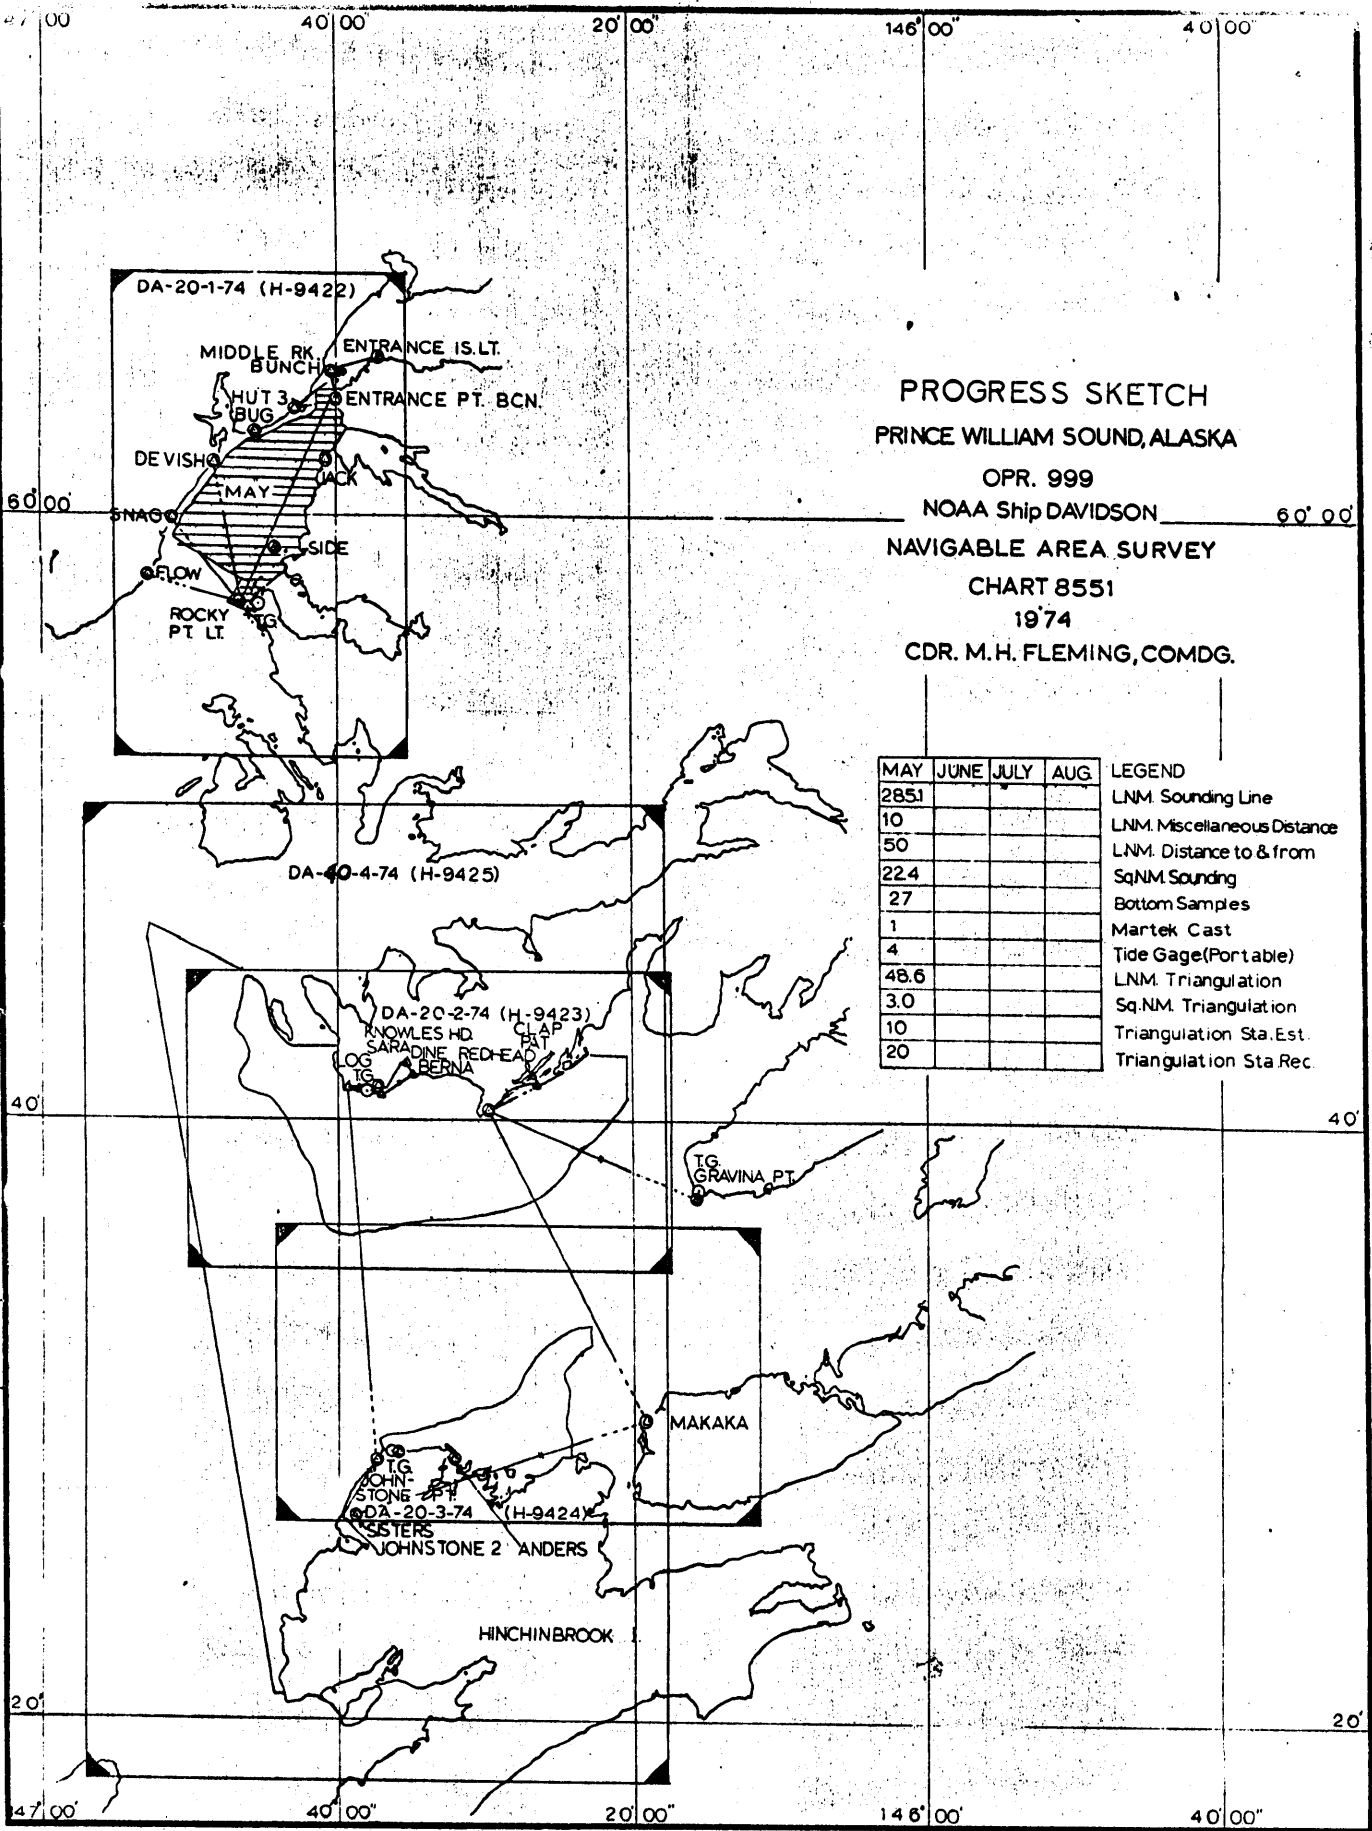 47 00
40'00"
20'00"
146°00"
40'00"
DA-20-1-74 (H-9422)
MIDDLE RK.
BUNCH
ENTRANCE IS. LT.
HUT 3
BUG
ENTRANCE PT. BCN.
DEVISH
JACK
MAY
60°00'
SNAG
SIDE
FLOW
ROCKY
PT. LT.
T.G.
PROGRESS SKETCH
PRINCE WILLIAM SOUND, ALASKA
OPR. 999
NOAA Ship DAVIDSON
60° 00'
NAVIGABLE AREA SURVEY
CHART 8551
1974
CDR. M.H. FLEMING, COMDG.
MAY JUNE JULY AUG. LEGEND
285.1 LNM. Sounding Line
10 LNM. Miscellaneous Distance
50 LNM. Distance to & from
22.4 Sq.NM. Sounding
27 Bottom Samples
1 Martek Cast
4 Tide Gage (Portable)
48.6 LNM. Triangulation
3.0 Sq. NM. Triangulation
10 Triangulation Sta. Est.
20 Triangulation Sta. Rec.
DA-40-4-74 (H-9425)
DA-20-2-74 (H-9423)
KNOWLES HD.
CLAP
PAT
SARADINE REDHEAD
LOG
BERNA
T.G.
40'
40'
T.G.
GRAVINA PT.
MAKAKA
T.G.
JOHN-
STONE PT.
DA-20-3-74 (H-9424)
SISTERS
JOHNSTONE 2 ANDERS
HINCHINBROOK I.
20'
20'
147 00'
40'00"
20'00"
146°00'
40'00"